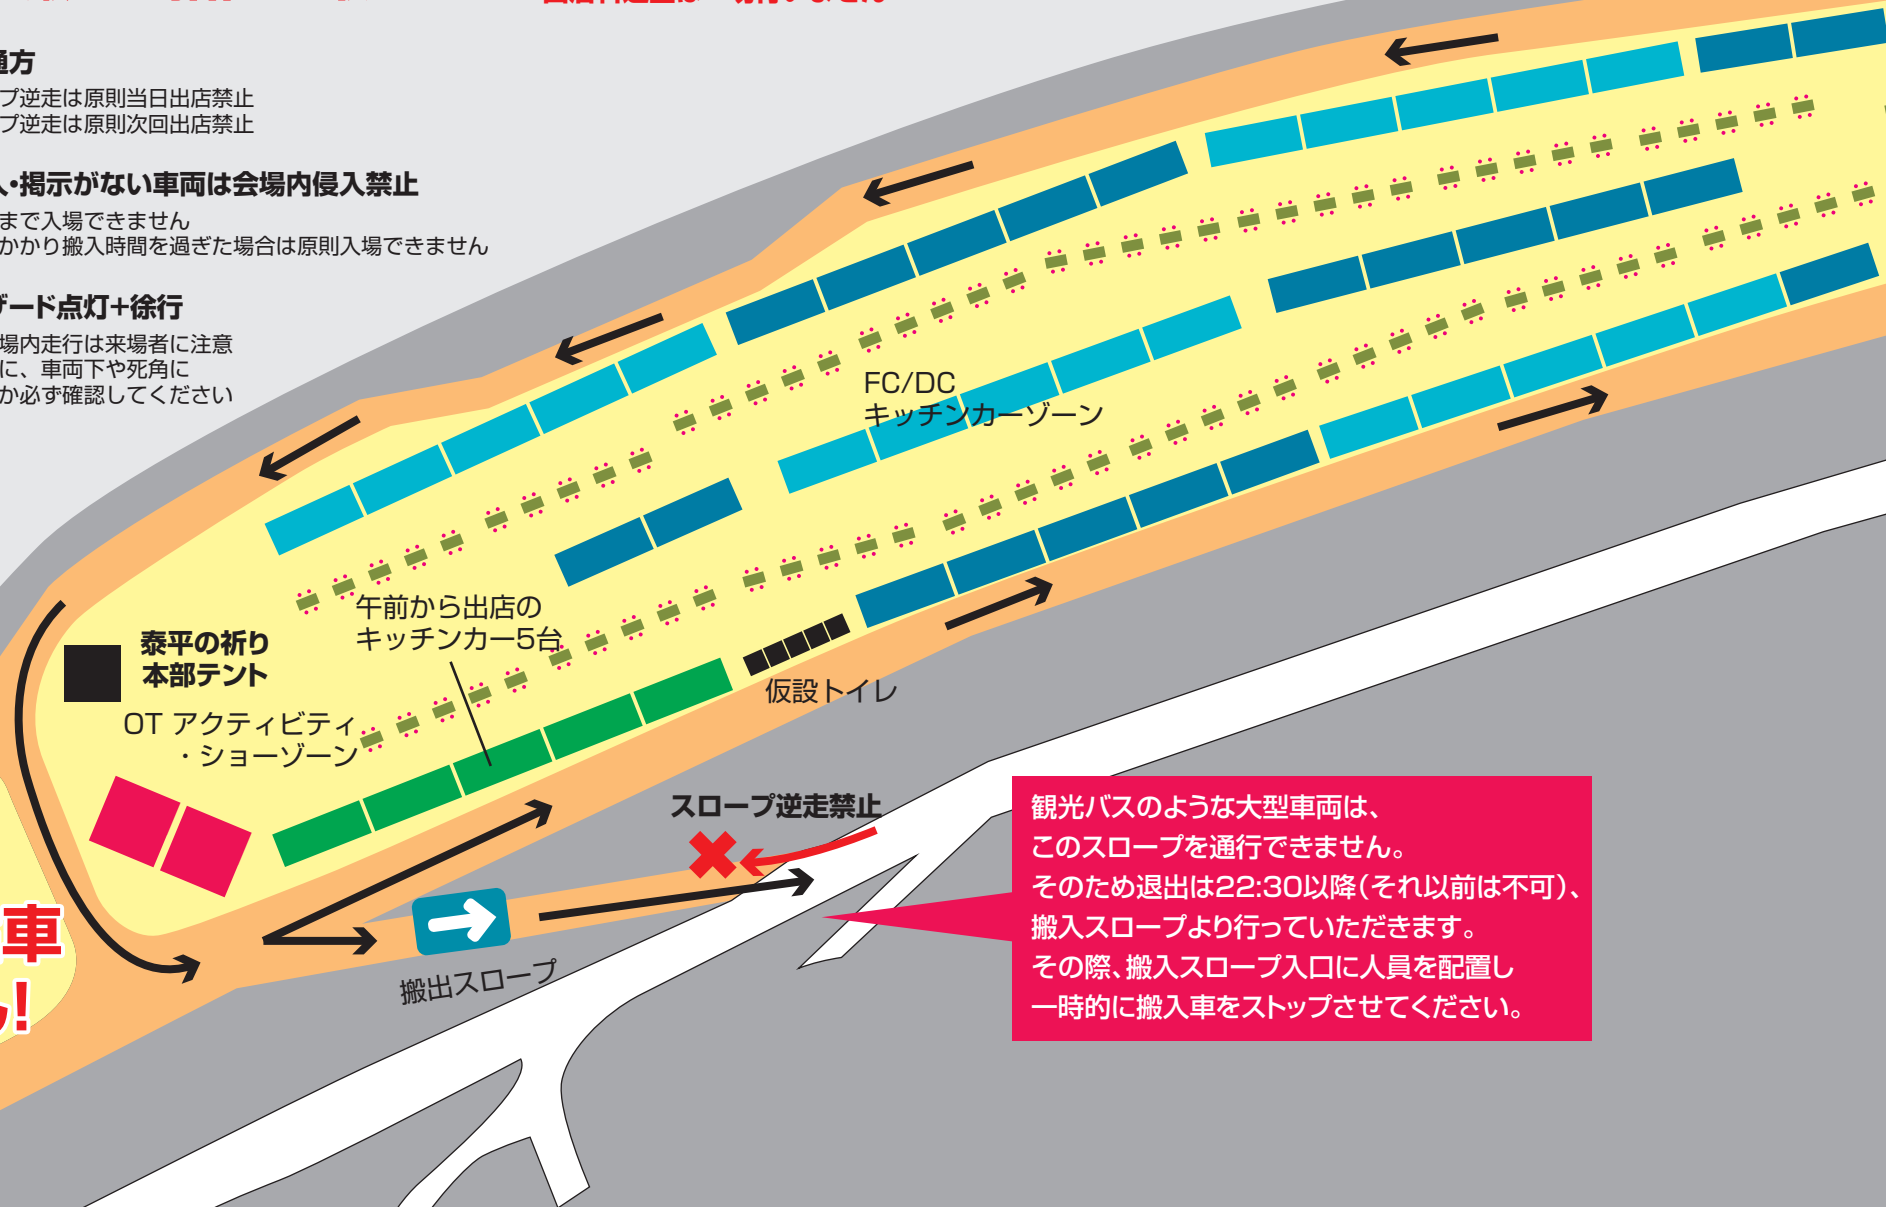 通方
プ逆走は原則当日出店禁止
プ逆走は原則次回出店禁止
・掲示がない車両は会場内侵入禁止
まで入場できません
かかり搬入時間を過ぎた場合は原則入場できません
ザード点灯+徐行
場内走行は来場者に注意
に、車両下や死角に
か必ず確認してください
FC/DC
キッチンカーゾーン
午前から出店の
キッチンカー5台
泰平の祈り
本部テント
OT アクティビティ
・ショーゾーン
仮設トイレ
スロープ逆走禁止
搬出スロープ
車
!
観光バスのような大型車両は、
このスロープを通行できません。
そのため退出は22:30以降(それ以前は不可)、
搬入スロープより行っていただきます。
その際、搬入スロープ入口に人員を配置し
一時的に搬入車をストップさせてください。